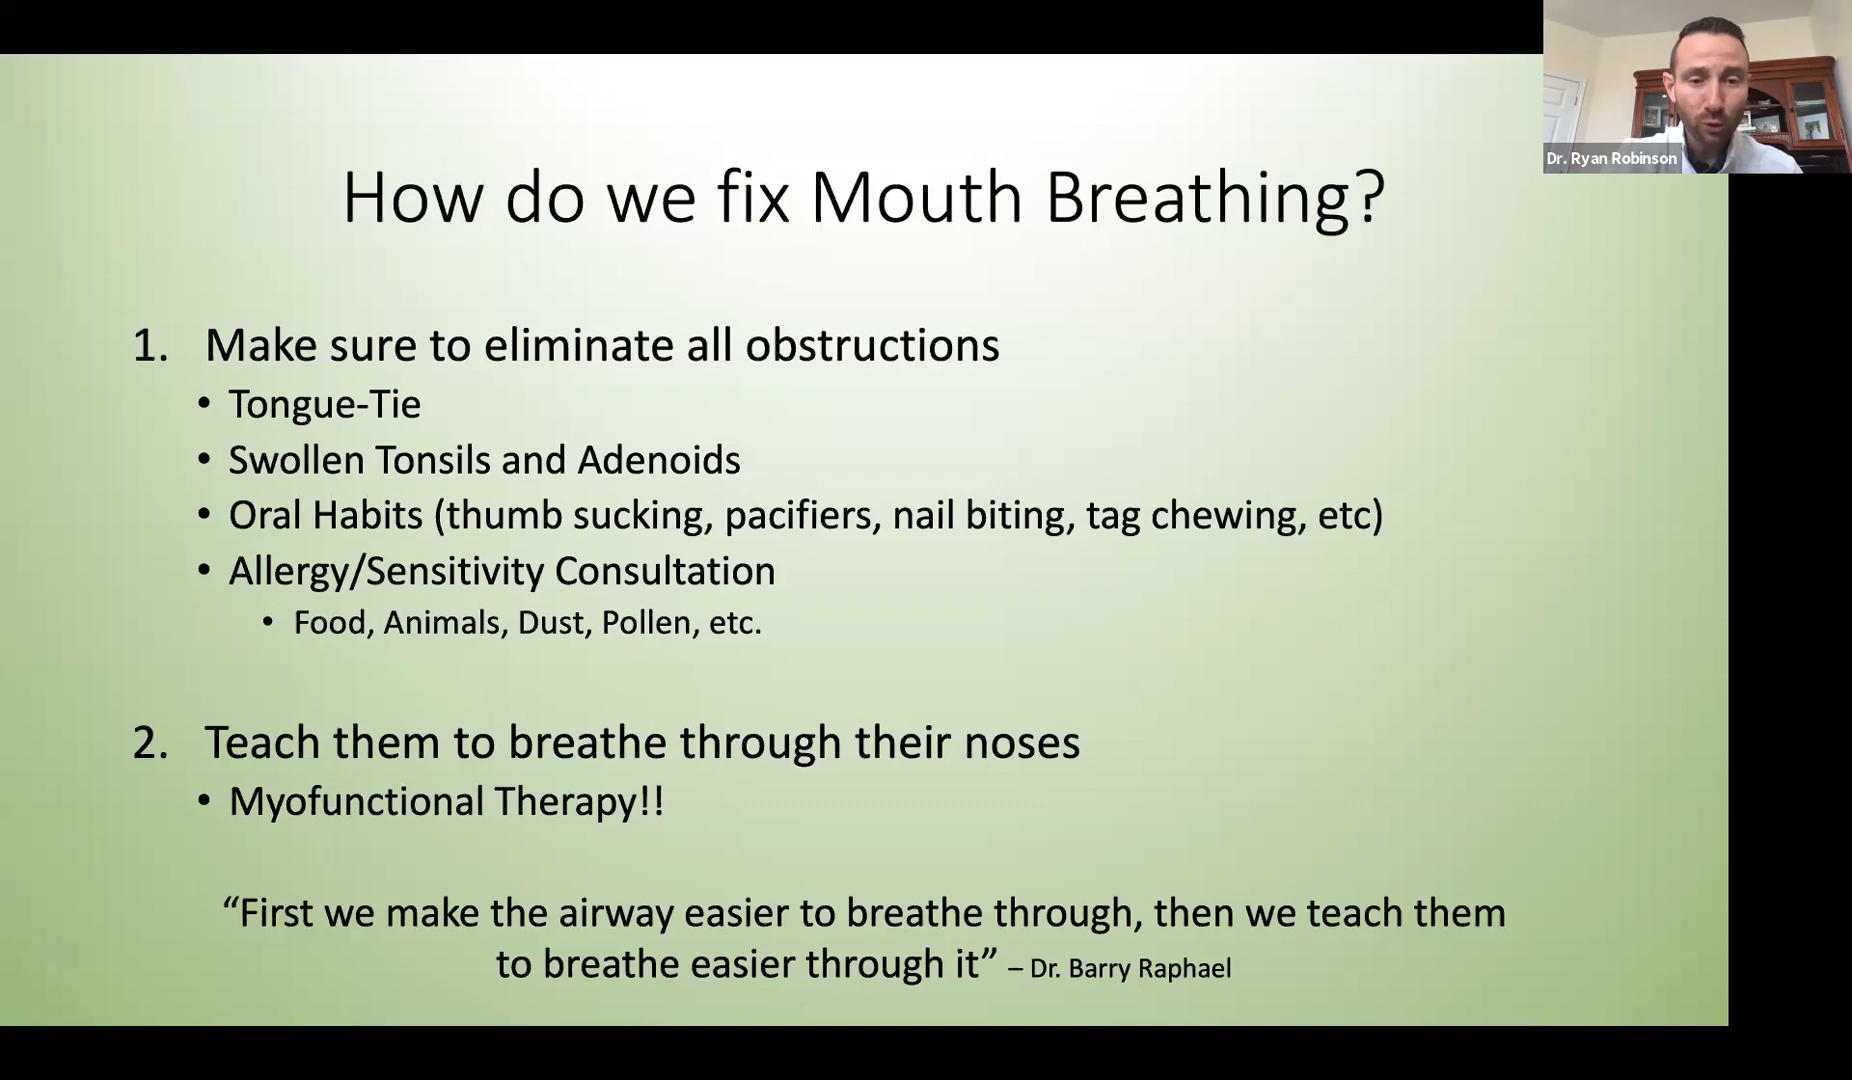 Dr. Ryan Robinson
How do we fix Mouth Breathing?
1. Make sure to eliminate all obstructions
• Tongue-Tie
• Swollen Tonsils and Adenoids
• Oral Habits (thumb sucking, pacifiers, nail biting, tag chewing, etc)
• Allergy/Sensitivity Consultation
• Food, Animals, Dust, Pollen, etc.
2. Teach them to breathe through their noses
• Myofunctional Therapy!!
“First we make the airway easier to breathe through, then we teach them
to breathe easier through it” – Dr. Barry Raphael